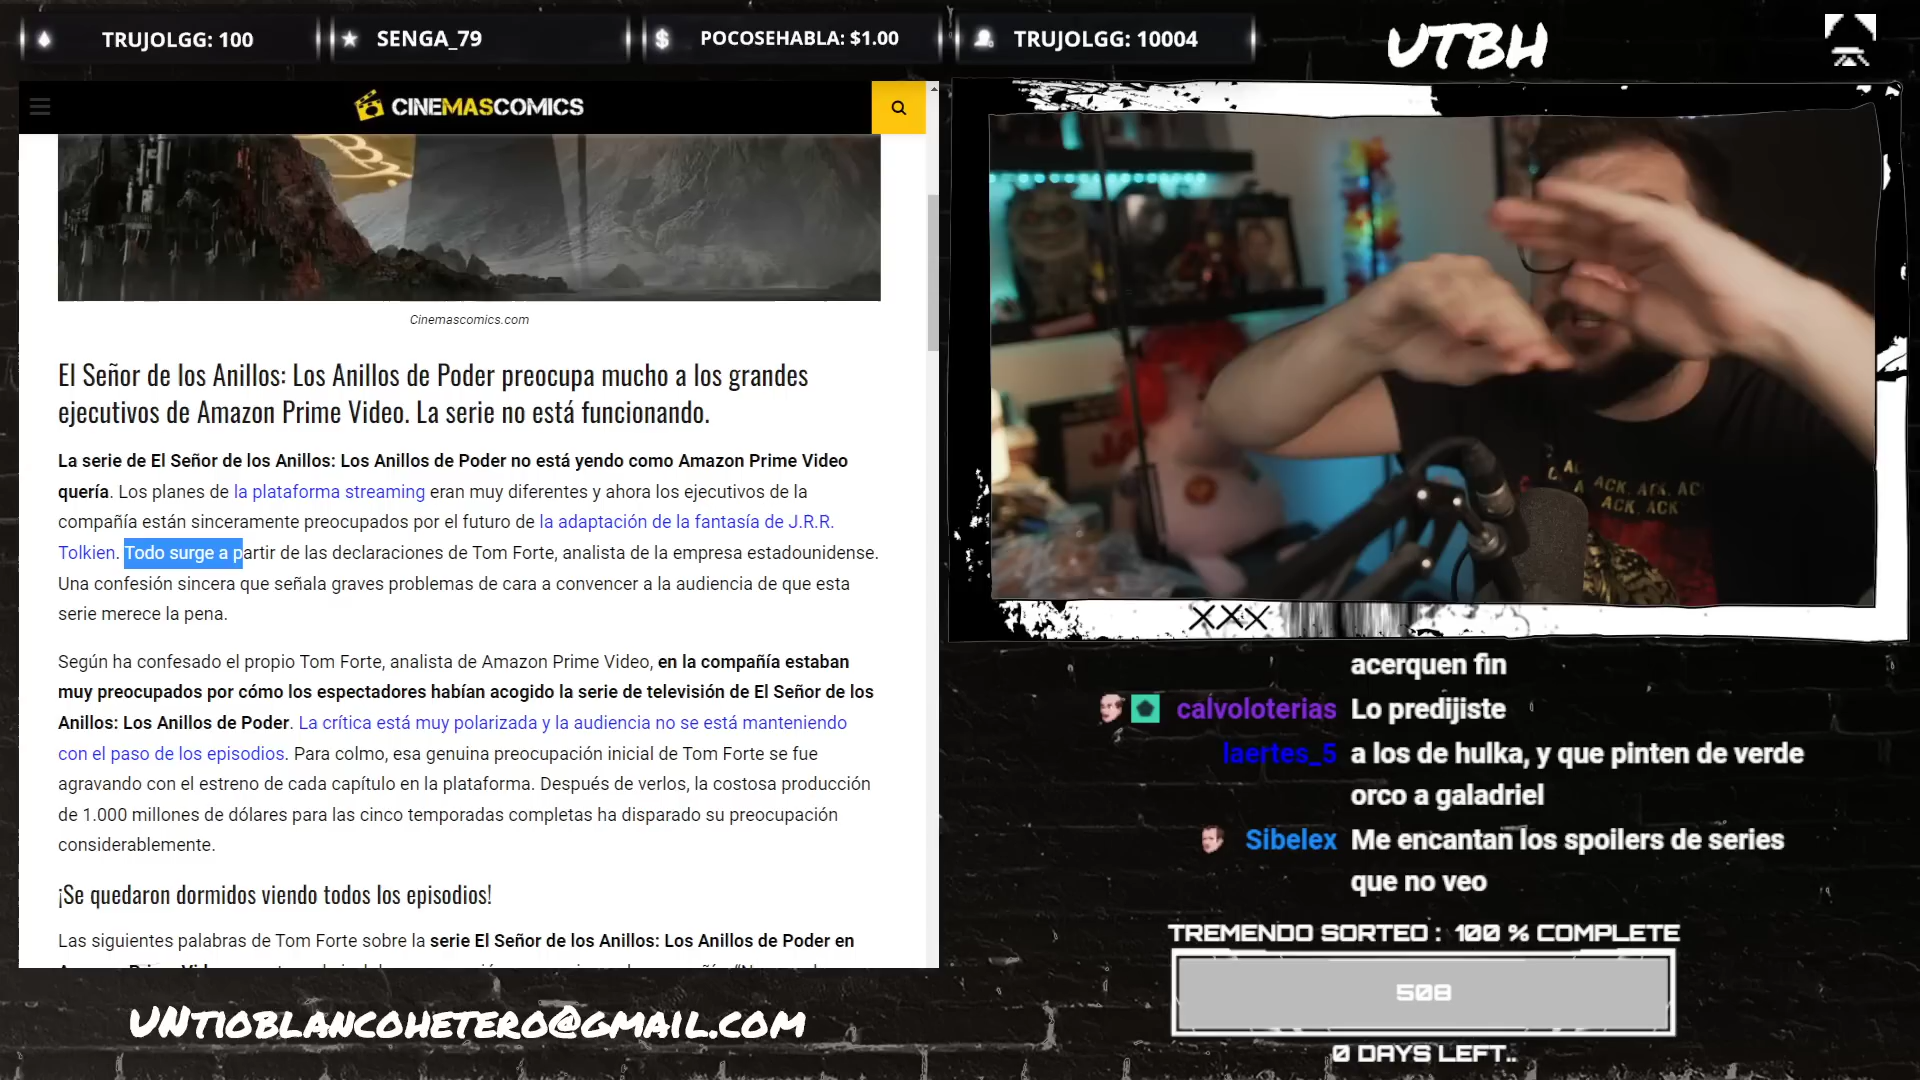 TRUJOLGG: 100
SENGA_79
POCOSEHABLA: $1.00
TRUJOLGG: 10004
UTBH
CINEMASCOMICS
Cinemascomics.com
El Señor de los Anillos: Los Anillos de Poder preocupa mucho a los grandes
ejecutivos de Amazon Prime Video. La serie no está funcionando.
La serie de El Señor de los Anillos: Los Anillos de Poder no está yendo como Amazon Prime Video
quería. Los planes de la plataforma streaming eran muy diferentes y ahora los ejecutivos de la
compañía están sinceramente preocupados por el futuro de la adaptación de la fantasía de J.R.R.
Tolkien. Todo surge a partir de las declaraciones de Tom Forte, analista de la empresa estadounidense.
Una confesión sincera que señala graves problemas de cara a convencer a la audiencia de que esta
serie merece la pena.
Según ha confesado el propio Tom Forte, analista de Amazon Prime Video, en la compañía estaban
muy preocupados por cómo los espectadores habían acogido la serie de televisión de El Señor de los
Anillos: Los Anillos de Poder. La crítica está muy polarizada y la audiencia no se está manteniendo
con el paso de los episodios. Para colmo, esa genuina preocupación inicial de Tom Forte se fue
agravando con el estreno de cada capítulo en la plataforma. Después de verlos, la costosa producción
de 1.000 millones de dólares para las cinco temporadas completas ha disparado su preocupación
considerablemente.
¡Se quedaron dormidos viendo todos los episodios!
Las siguientes palabras de Tom Forte sobre la serie El Señor de los Anillos: Los Anillos de Poder en
UNTIOBLANCOHETERO@GMAIL.COM
ACK, ACK, AC
ACK, ACK
XXX
acerquen fin
calvoloterias Lo predijiste
laertes_5 a los de hulka, y que pinten de verde
orco a galadriel
Sibelex Me encantan los spoilers de series
que no veo
TREMENDO SORTEO : 100 % COMPLETE
508
0 DAYS LEFT..